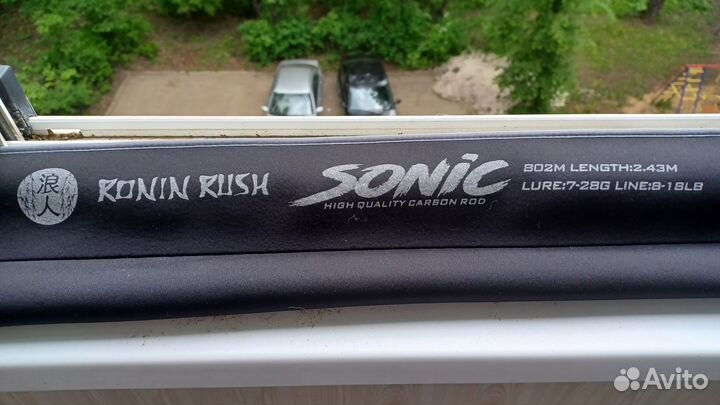 浪人
RONIN RUSH
SONIC
HIGH QUALITY CARBON ROD
802M LENGTH:2.43M
LURE:7-28G LINE:8-18LB
Avito